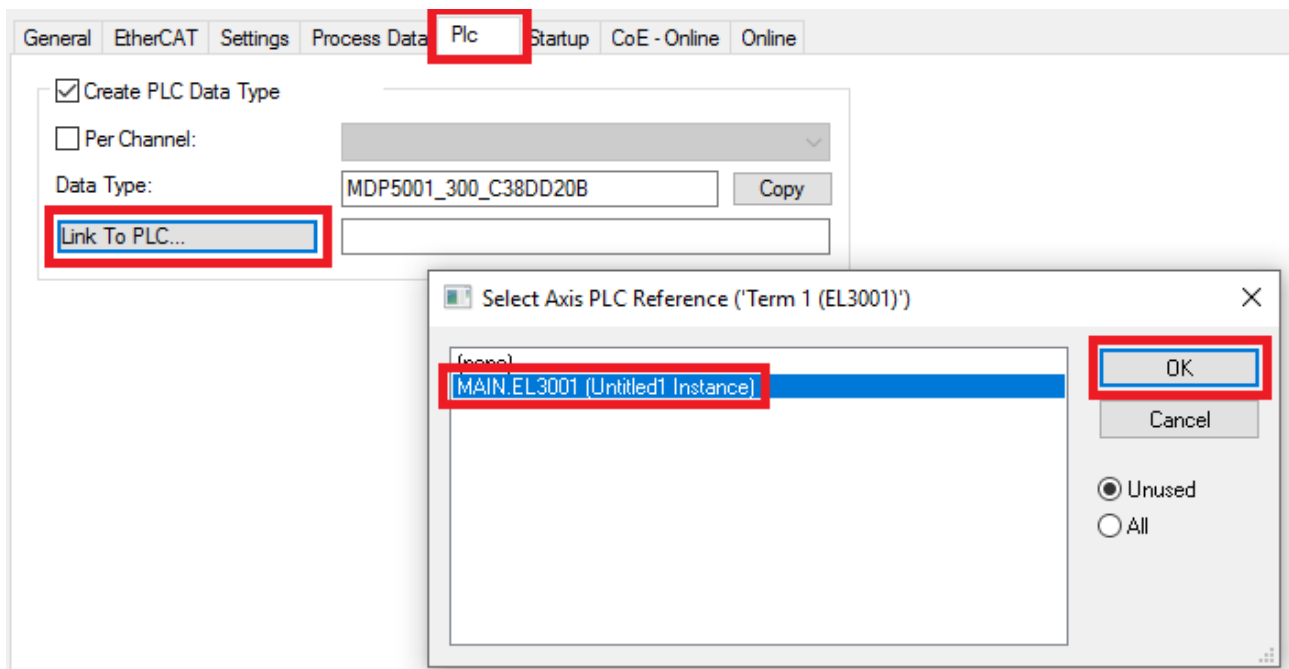 General EtherCAT Settings Process Data Plc Startup CoE - Online Online
Create PLC Data Type
Per Channel:
Data Type: MDP5001_300_C38DD20B Copy
Link To PLC...
Select Axis PLC Reference ('Term 1 (EL3001)')
(none)
MAIN.EL3001 (Untitled1 Instance)
OK
Cancel
Unused
All